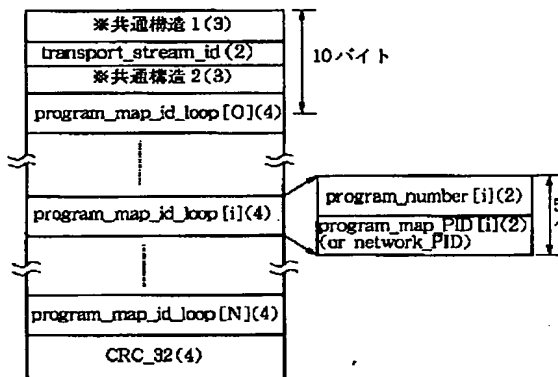 ※共通構造1(3)
transport_stream_id(2)
※共通構造2(3)
10バイト
program_map_id_loop[0](4)
program_map_id_loop[i](4)
program_number[i](2)
program_map_PID[i](2)
(or network_PID)
program_map_id_loop[N](4)
CRC_32(4)